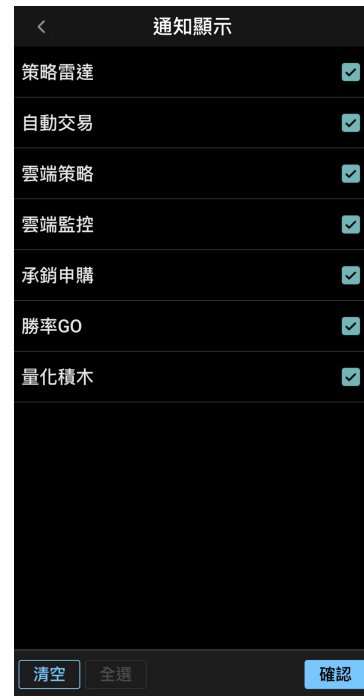 通知顯示
策略雷達
自動交易
雲端策略
雲端監控
承銷申購
勝率GO
量化積木
清空 全選 確認